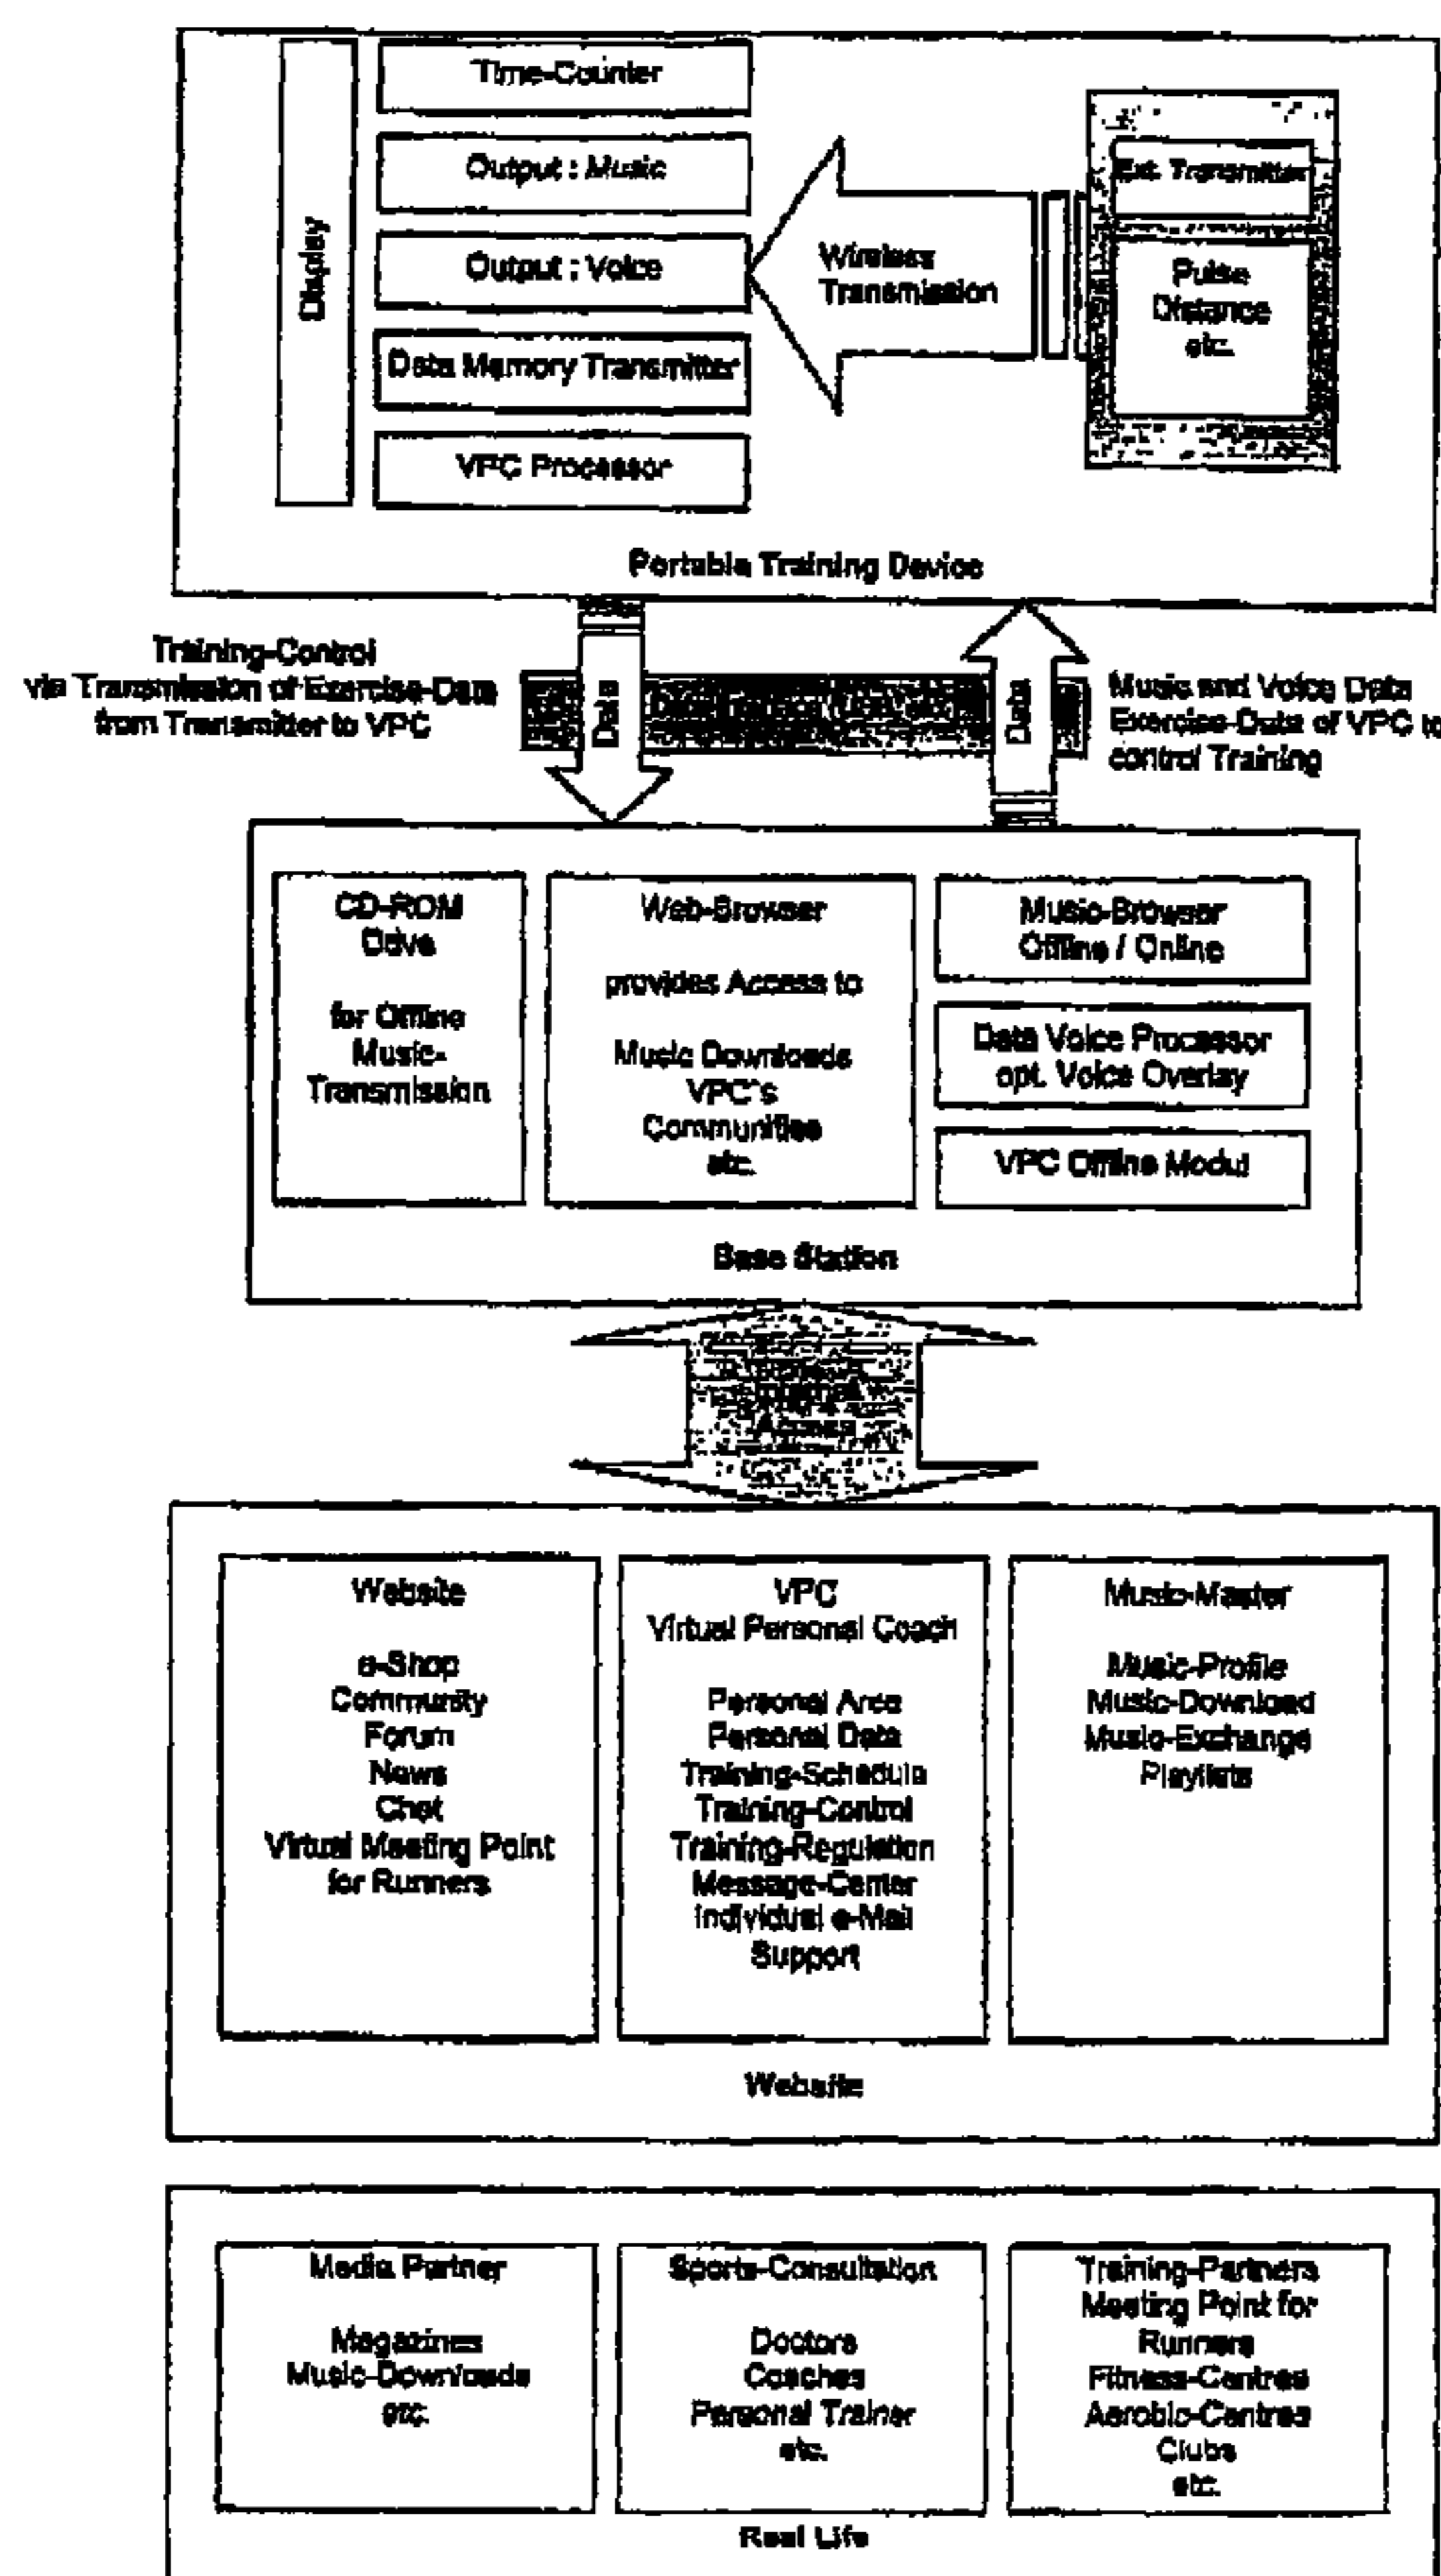 Display
Time-Counter
Output : Music
Output : Voice
Data Memory Transmitter
VPC Processor
Wireless
Transmission
Ext. Transmitter
Pulse
Distance
etc.
Portable Training Device
Training-Control
via Transmission of Exercise-Data
from Transmitter to VPC
Data
Data
Music and Voice Data
Exercise-Data of VPC to
control Training
CD-ROM
Drive
for Offline
Music-
Transmission
Web-Browser
provides Access to
Music Downloads
VPC's
Communities
etc.
Music-Browser
Offline / Online
Data Voice Processor
opt. Voice Overlay
VPC Offline Modul
Base Station
Internet
Access
Website
e-Shop
Community
Forum
News
Chat
Virtual Meeting Point
for Runners
VPC
Virtual Personal Coach
Personal Area
Personal Data
Training-Schedule
Training-Control
Training-Regulation
Message-Center
Individual e-Mail
Support
Music-Master
Music-Profile
Music-Download
Music-Exchange
Playlists
Website
Media Partner
Magazines
Music-Downloads
etc.
Sports-Consultation
Doctors
Coaches
Personal Trainer
etc.
Training-Partners
Meeting Point for
Runners
Fitness-Centres
Aerobic-Centres
Clubs
etc.
Real Life